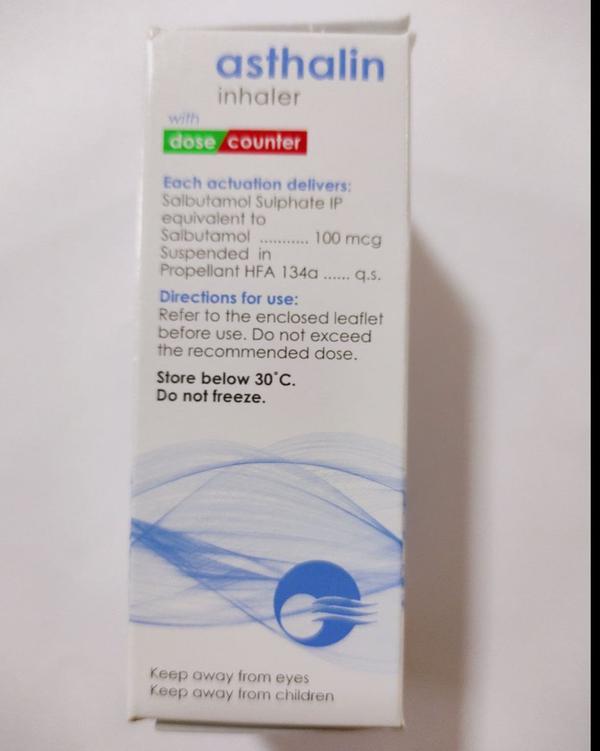 asthalin
inhaler
with
dose counter
Each actuation delivers:
Salbutamol Sulphate IP
equivalent to
Salbutamol ........... 100 mcg
Suspended in
Propellant HFA 134a ...... q.s.
Directions for use:
Refer to the enclosed leaflet
before use. Do not exceed
the recommended dose.
Store below 30°C.
Do not freeze.
Keep away from eyes
Keep away from children